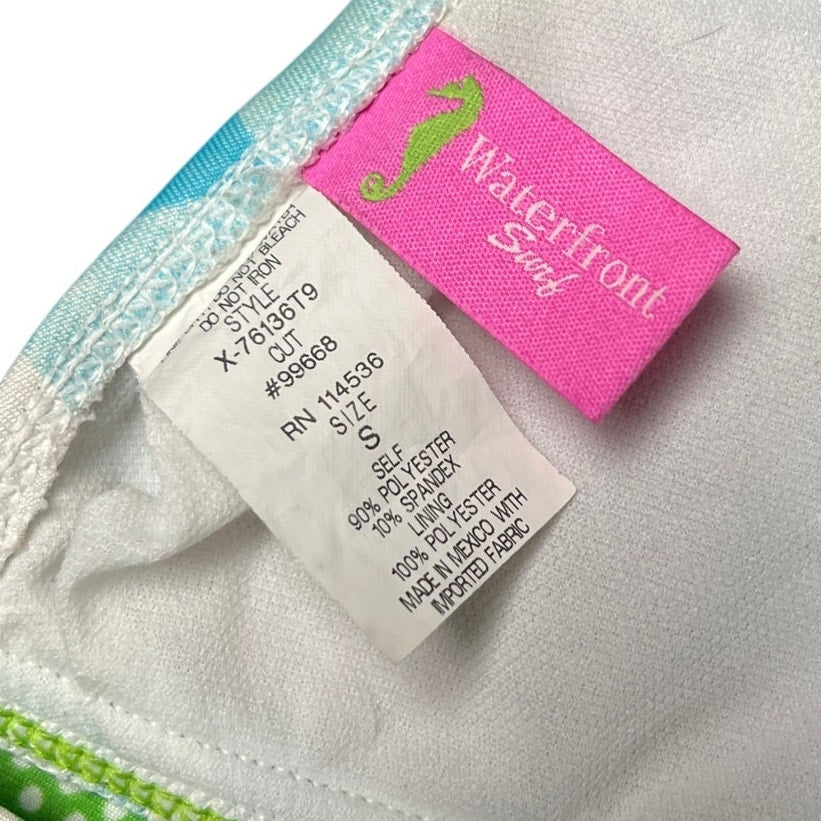 Waterfront
Surf
DO NOT BLEACH
DO NOT IRON
STYLE
X-76136T9
CUT
#99668
RN 114536
SIZE
S
SELF
90% POLYESTER
10% SPANDEX
LINING
100% POLYESTER
MADE IN MEXICO WITH
IMPORTED FABRIC